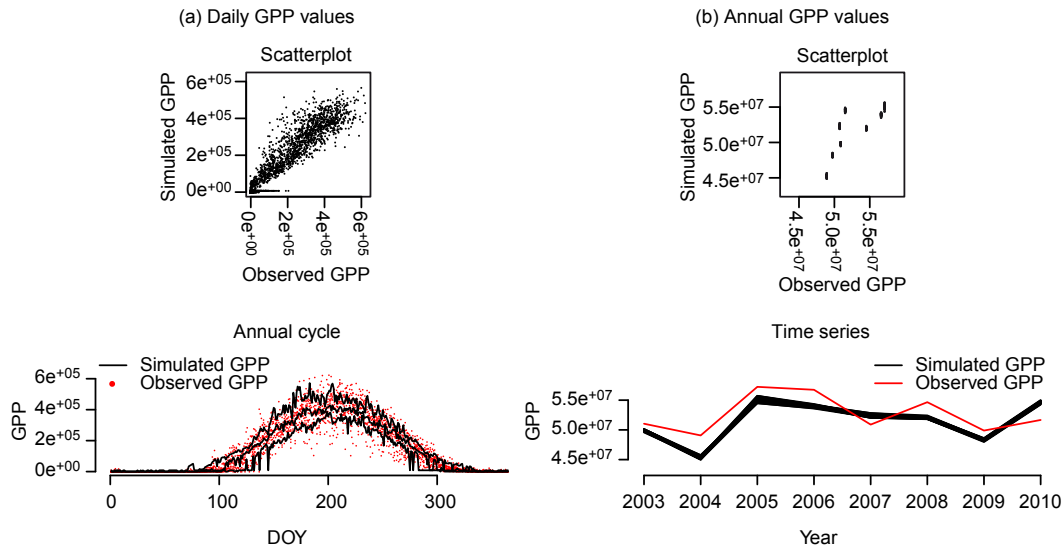 (a) Daily GPP values
Scatterplot
Simulated GPP
6e+05
4e+05
2e+05
0e+00
0e+00
2e+05
4e+05
6e+05
Observed GPP
Annual cycle
Simulated GPP
Observed GPP
GPP
6e+05
4e+05
2e+05
0e+00
0 100 200 300
DOY
(b) Annual GPP values
Scatterplot
Simulated GPP
5.5e+07
5.0e+07
4.5e+07
4.5e+07
5.0e+07
5.5e+07
Observed GPP
Time series
Simulated GPP
Observed GPP
GPP
5.5e+07
5.0e+07
4.5e+07
2003 2004 2005 2006 2007 2008 2009 2010
Year